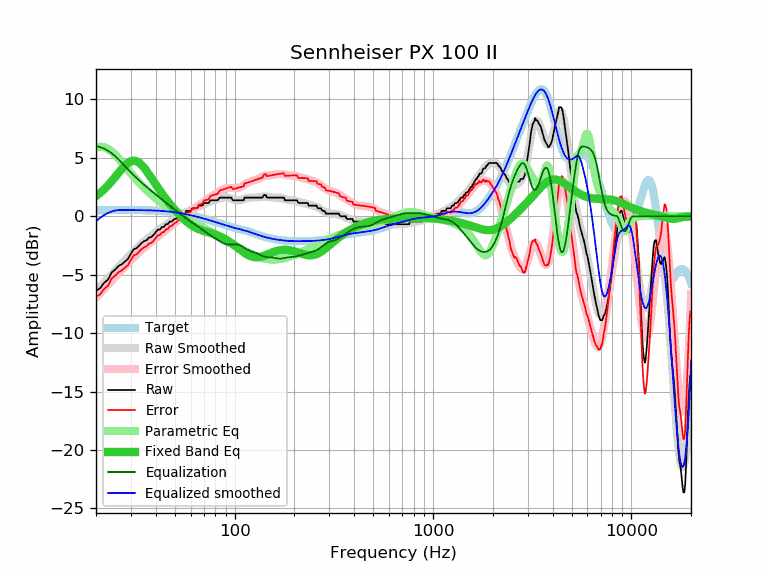 Sennheiser PX 100 II
Amplitude (dBr)
10
5
0
−5
−10
−15
−20
−25
Target
Raw Smoothed
Error Smoothed
Raw
Error
Parametric Eq
Fixed Band Eq
Equalization
Equalized smoothed
100
1000
10000
Frequency (Hz)